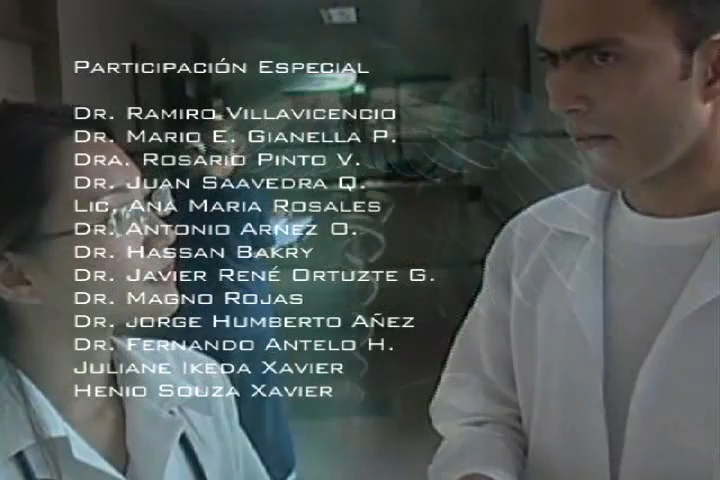 Participación Especial
Dr. Ramiro Villavicencio
Dr. Mario E. Gianella P.
Dra. Rosario Pinto V.
Dr. Juan Saavedra Q.
Lic. Ana Maria Rosales
Dr. Antonio Arnez O.
Dr. Hassan Bakry
Dr. Javier René Ortuzte G.
Dr. Magno Rojas
Dr. Jorge Humberto Añez
Dr. Fernando Antelo H.
Juliane Ikeda Xavier
Henio Souza Xavier